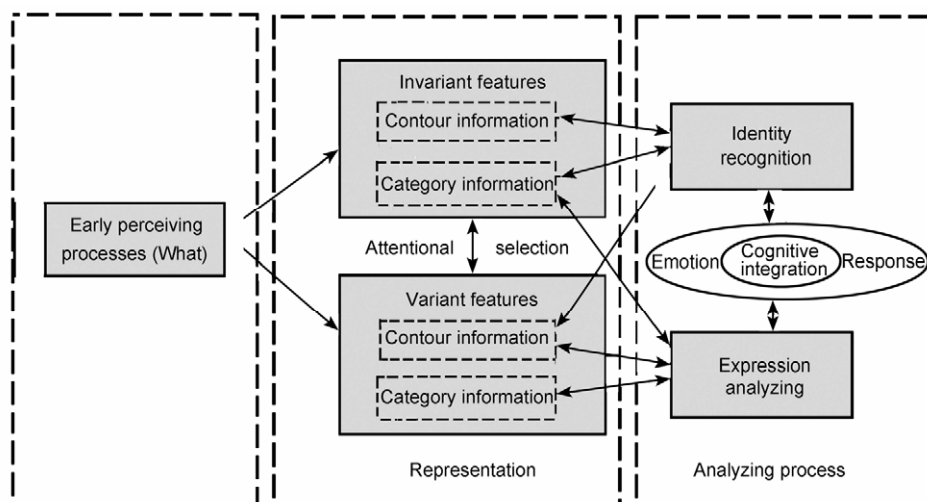 Early perceiving
processes (What)
Invariant features
Contour information
Category information
Attentional selection
Variant features
Contour information
Category information
Representation
Identity
recognition
Emotion
Cognitive
integration
Response
Expression
analyzing
Analyzing process